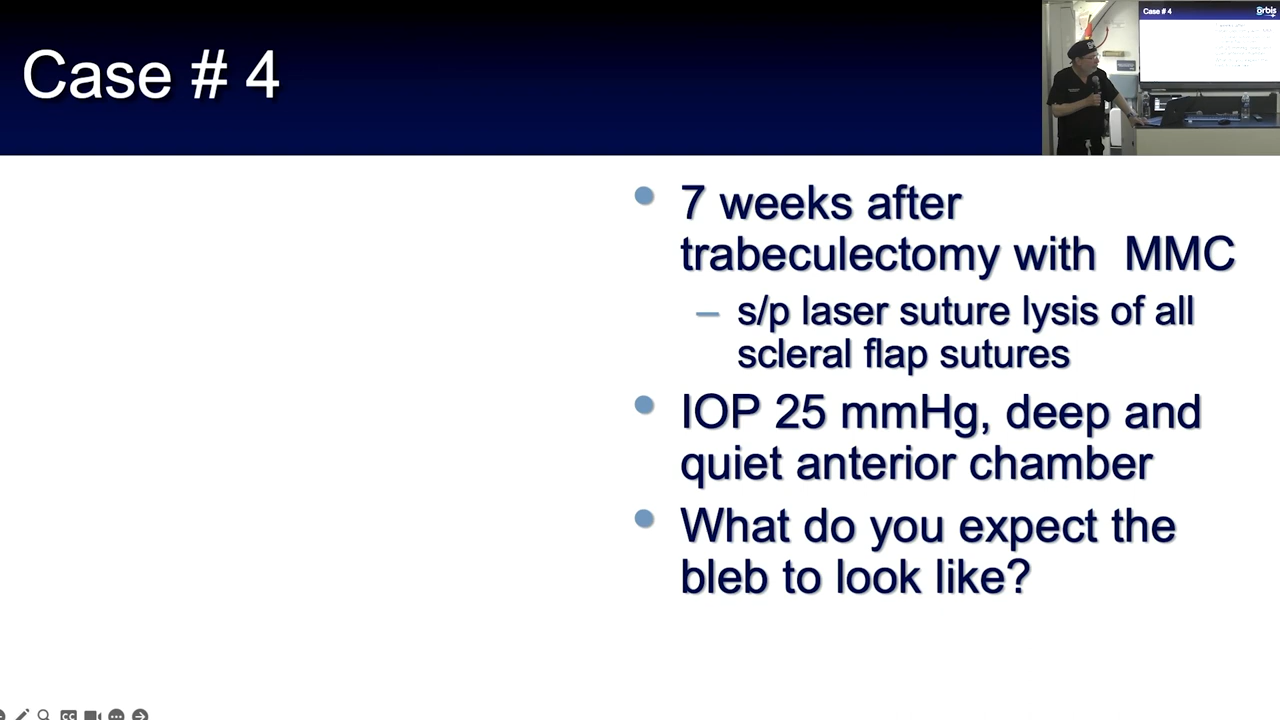 Case # 4
Case # 4
orbis
7 weeks after
trabeculectomy with MMC
– s/p laser suture lysis of all
scleral flap sutures
IOP 25 mmHg, deep and
quiet anterior chamber
What do you expect the
bleb to look like?
CC